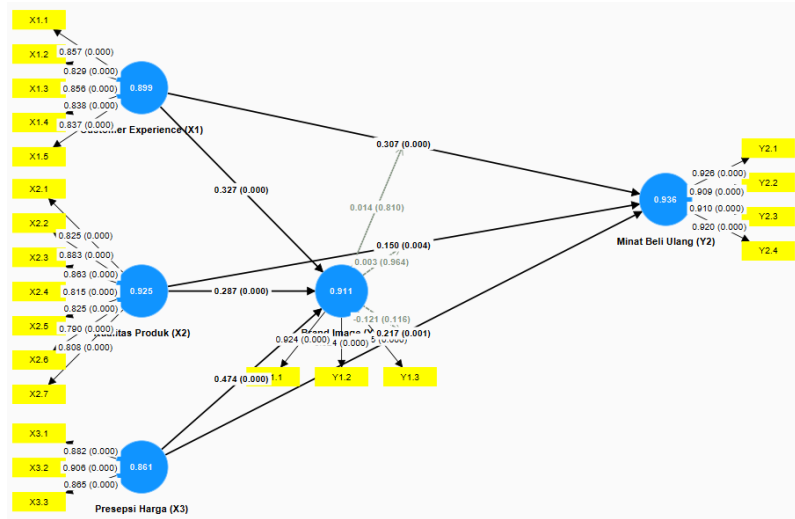 X1.1
X1.2
X1.3
X1.4
X1.5
0.857 (0.000)
0.829 (0.000)
0.856 (0.000)
0.838 (0.000)
0.837 (0.000)
0.899
Customer Experience (X1)
0.307 (0.000)
0.327 (0.000)
0.014 (0.810)
Y2.1
Y2.2
Y2.3
Y2.4
0.926 (0.000)
0.909 (0.000)
0.910 (0.000)
0.920 (0.000)
0.936
Minat Beli Ulang (Y2)
X2.1
X2.2
X2.3
X2.4
X2.5
X2.6
X2.7
0.825 (0.000)
0.883 (0.000)
0.863 (0.000)
0.815 (0.000)
0.825 (0.000)
0.790 (0.000)
0.808 (0.000)
0.925
(X2)
0.287 (0.000)
0.150 (0.004)
0.003 (0.964)
0.911
Brand Image
-0.121 (0.116)
0.217 (0.001)
0.924 (0.000)
(0.000)
0.474 (0.000)
Y1.2
Y1.3
X3.1
X3.2
X3.3
0.882 (0.000)
0.906 (0.000)
0.865 (0.000)
0.861
Presepsi Harga (X3)